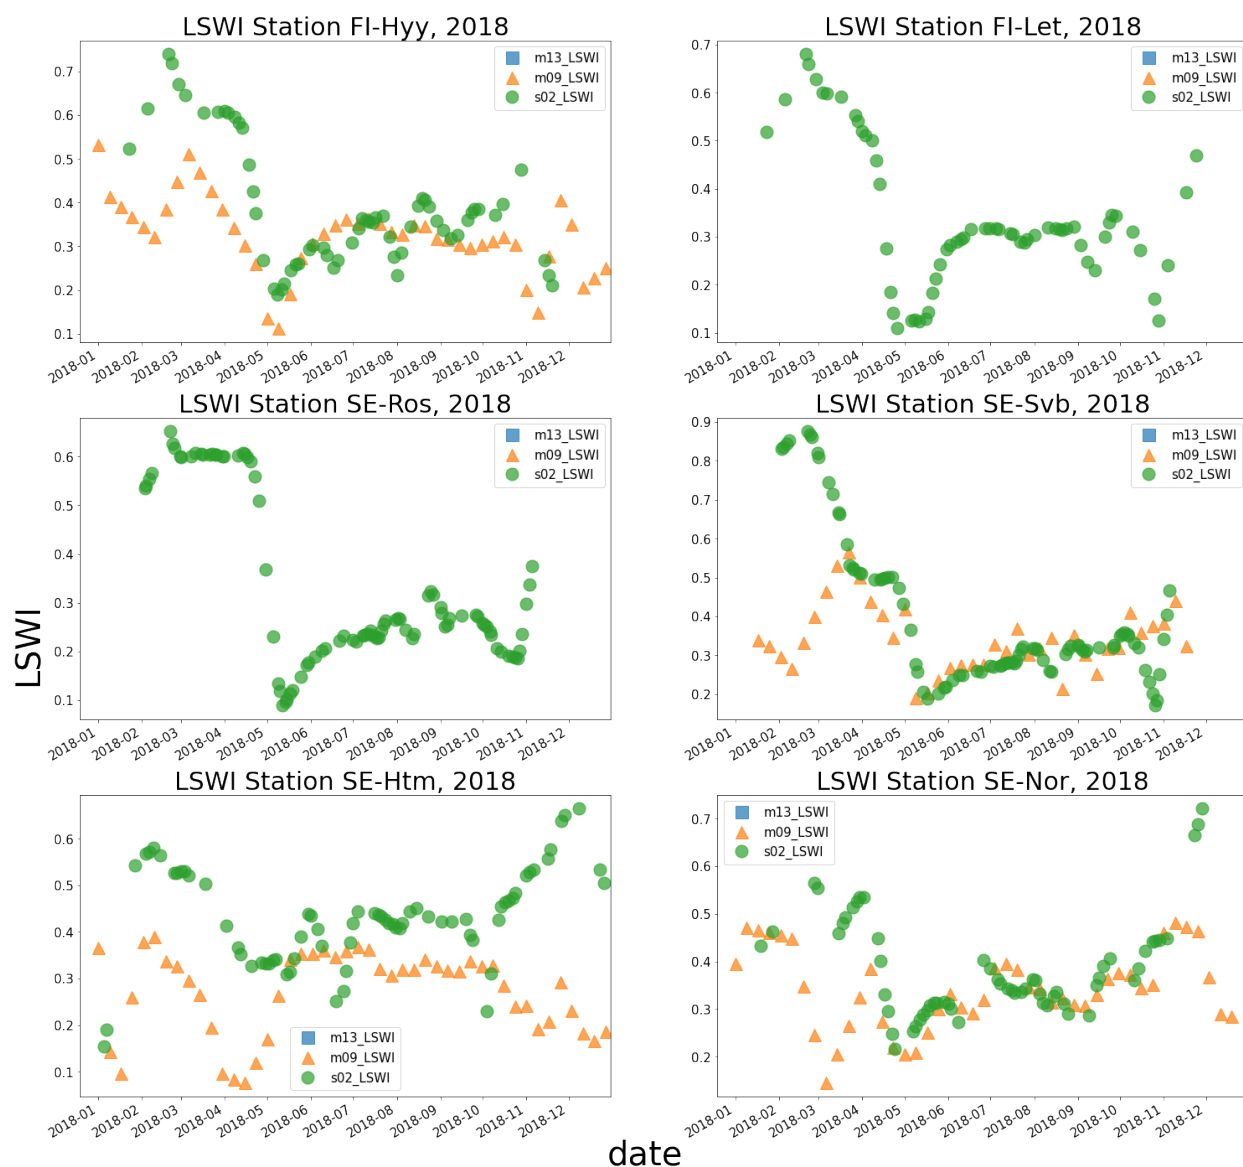 LSWI Station FI-Hyy, 2018
m13_LSWI
m09_LSWI
s02_LSWI
0.7
0.6
0.5
0.4
0.3
0.2
0.1
2018-01 2018-02 2018-03 2018-04 2018-05 2018-06 2018-07 2018-08 2018-09 2018-10 2018-11 2018-12
LSWI Station FI-Let, 2018
m13_LSWI
m09_LSWI
s02_LSWI
0.7
0.6
0.5
0.4
0.3
0.2
0.1
2018-01 2018-02 2018-03 2018-04 2018-05 2018-06 2018-07 2018-08 2018-09 2018-10 2018-11 2018-12
LSWI Station SE-Ros, 2018
m13_LSWI
m09_LSWI
s02_LSWI
0.6
0.5
0.4
0.3
0.2
0.1
2018-01 2018-02 2018-03 2018-04 2018-05 2018-06 2018-07 2018-08 2018-09 2018-10 2018-11 2018-12
LSWI
LSWI Station SE-Svb, 2018
m13_LSWI
m09_LSWI
s02_LSWI
0.9
0.8
0.7
0.6
0.5
0.4
0.3
0.2
2018-01 2018-02 2018-03 2018-04 2018-05 2018-06 2018-07 2018-08 2018-09 2018-10 2018-11 2018-12
LSWI Station SE-Htm, 2018
0.6
0.5
0.4
0.3
0.2
0.1
m13_LSWI
m09_LSWI
s02_LSWI
2018-01 2018-02 2018-03 2018-04 2018-05 2018-06 2018-07 2018-08 2018-09 2018-10 2018-11 2018-12
LSWI Station SE-Nor, 2018
m13_LSWI
m09_LSWI
s02_LSWI
0.7
0.6
0.5
0.4
0.3
0.2
2018-01 2018-02 2018-03 2018-04 2018-05 2018-06 2018-07 2018-08 2018-09 2018-10 2018-11 2018-12
date